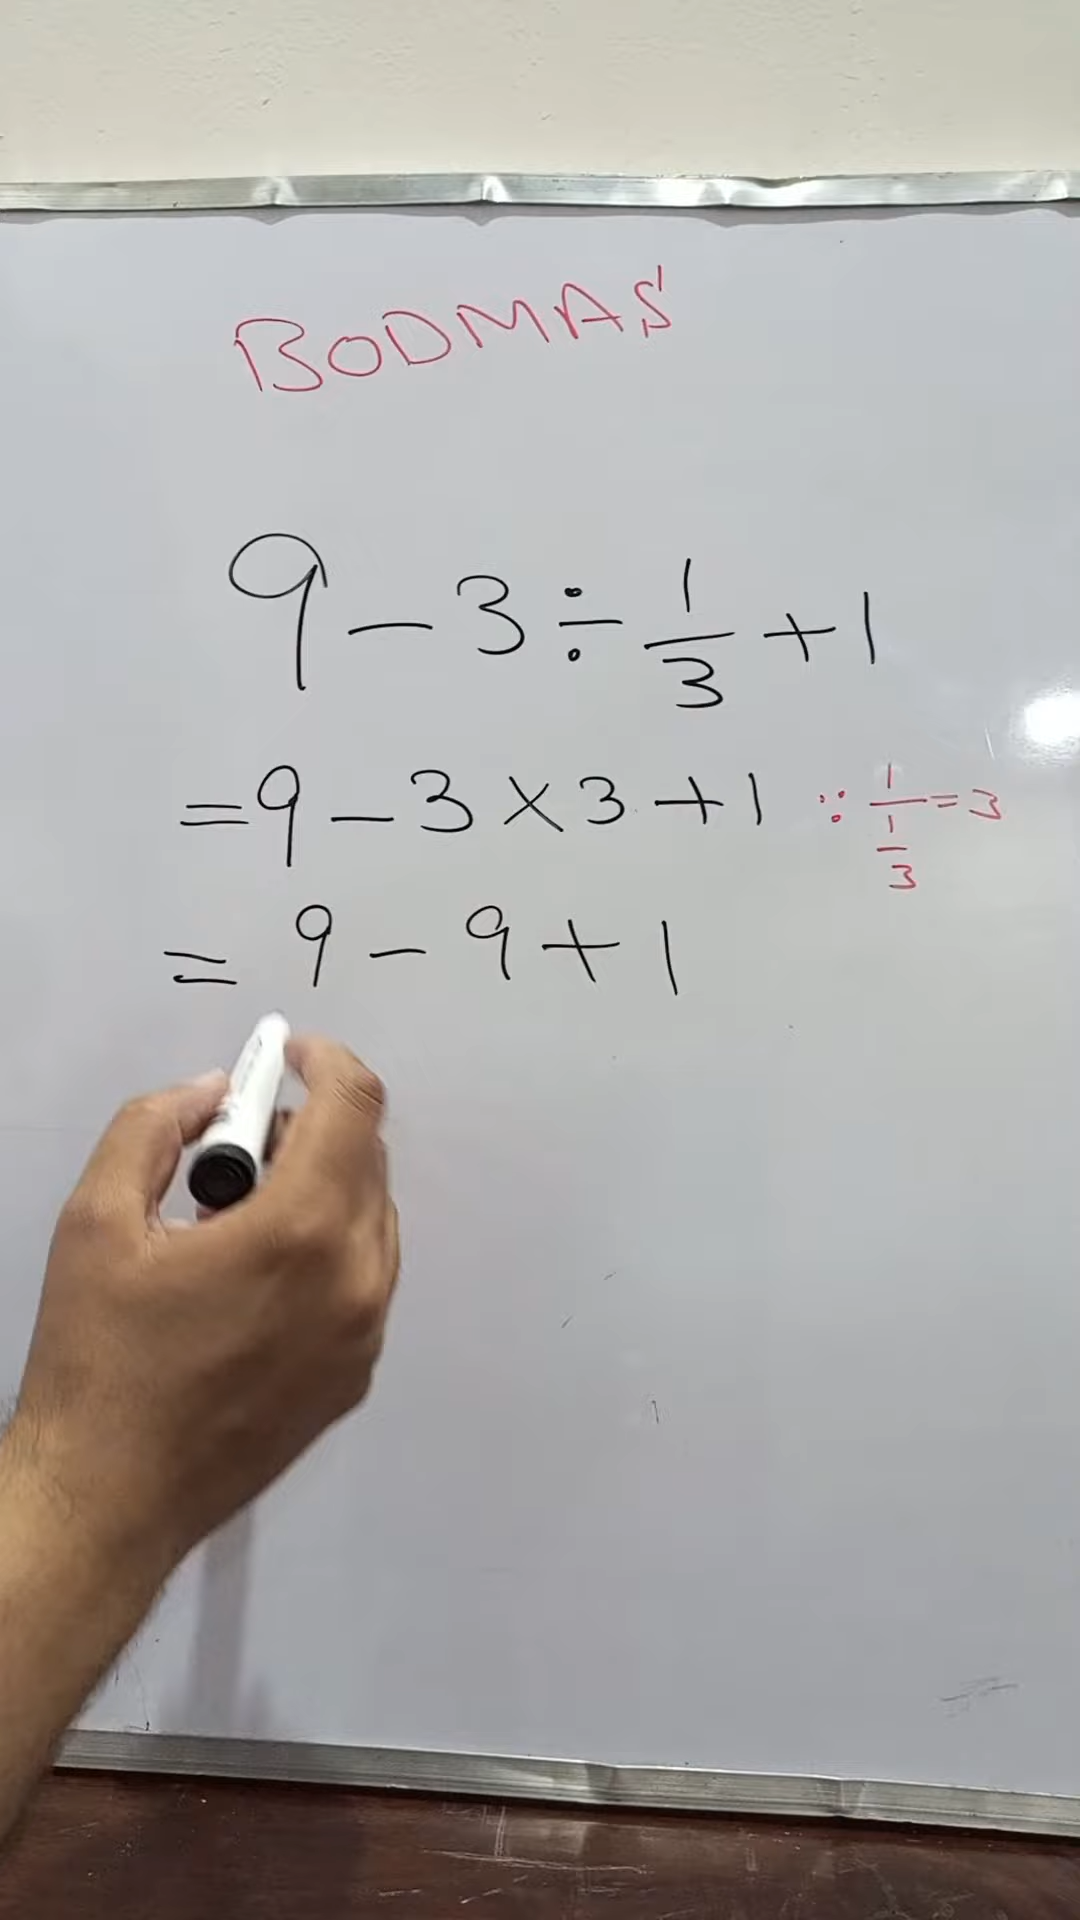 BODMAS
9 - 3 ÷ 1/3 + 1
= 9 - 3 × 3 + 1 ∵ 1/(1/3) = 3
= 9 - 9 + 1